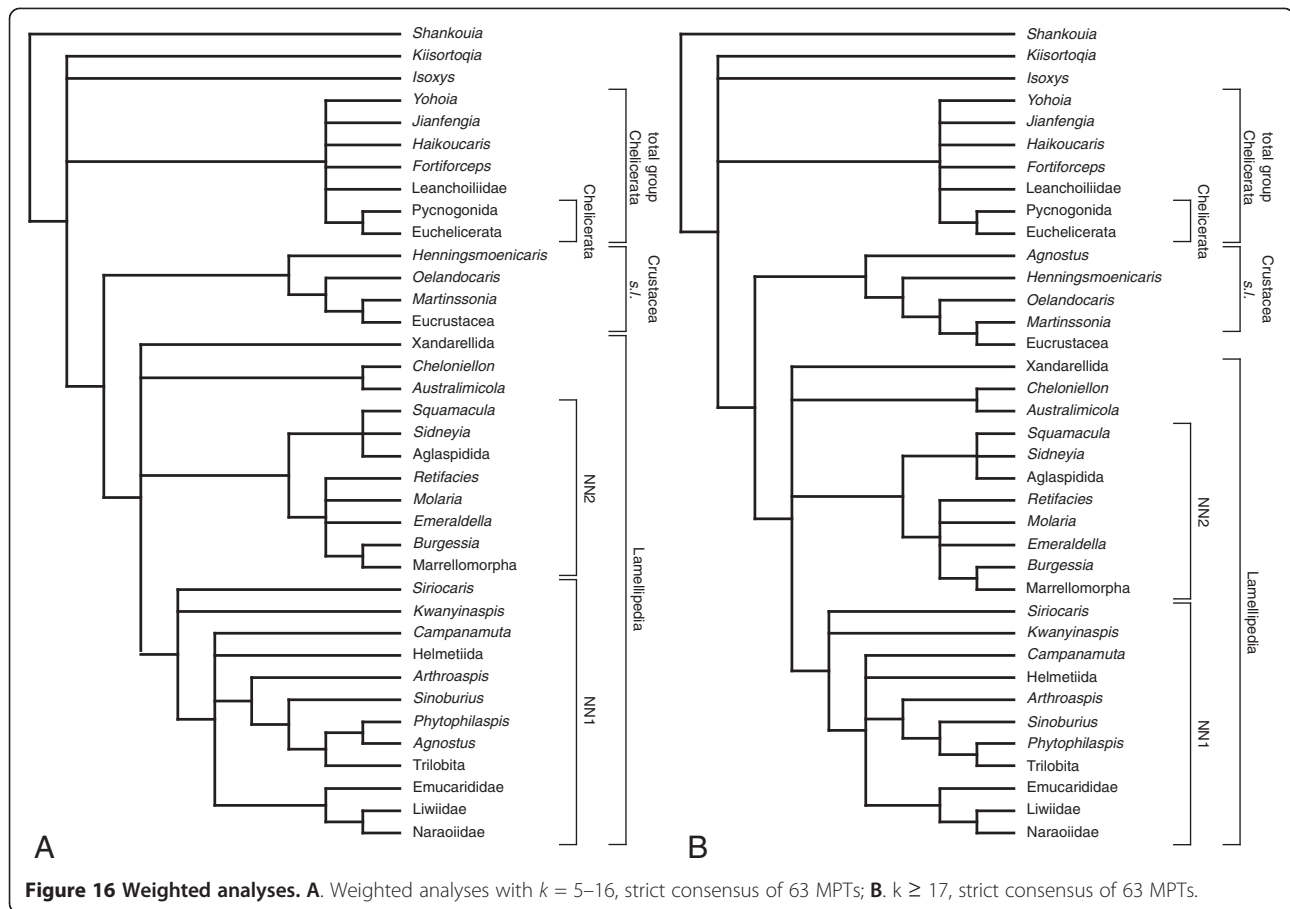 Shankouia
Kiisortoqia
Isoxys
Yohoia
Jianfengia
Haikoucaris
Fortiforceps
Leanchoiliidae
Pycnogonida
Euchelicerata
Henningsmoenicaris
Oelandocaris
Martinssonia
Eucrustacea
Xandarellida
Cheloniellon
Australimicola
Squamacula
Sidneyia
Aglaspidida
Retifacies
Molaria
Emeraldella
Burgessia
Marrellomorpha
Siriocaris
Kwanyinaspis
Campanamuta
Helmetiida
Arthroaspis
Sinoburius
Phytophilaspis
Agnostus
Trilobita
Emucarididae
Liwiidae
Naraoiidae
total group
Chelicerata
Chelicerata
Crustacea
s.l.
NN2
NN1
Lamellipedia
A
Shankouia
Kiisortoqia
Isoxys
Yohoia
Jianfengia
Haikoucaris
Fortiforceps
Leanchoiliidae
Pycnogonida
Euchelicerata
Agnostus
Henningsmoenicaris
Oelandocaris
Martinssonia
Eucrustacea
Xandarellida
Cheloniellon
Australimicola
Squamacula
Sidneyia
Aglaspidida
Retifacies
Molaria
Emeraldella
Burgessia
Marrellomorpha
Siriocaris
Kwanyinaspis
Campanamuta
Helmetiida
Arthroaspis
Sinoburius
Phytophilaspis
Trilobita
Emucarididae
Liwiidae
Naraoiidae
total group
Chelicerata
Chelicerata
Crustacea
s.l.
NN2
NN1
Lamellipedia
B
Figure 16 Weighted analyses. A. Weighted analyses with k = 5–16, strict consensus of 63 MPTs; B. k ≥ 17, strict consensus of 63 MPTs.